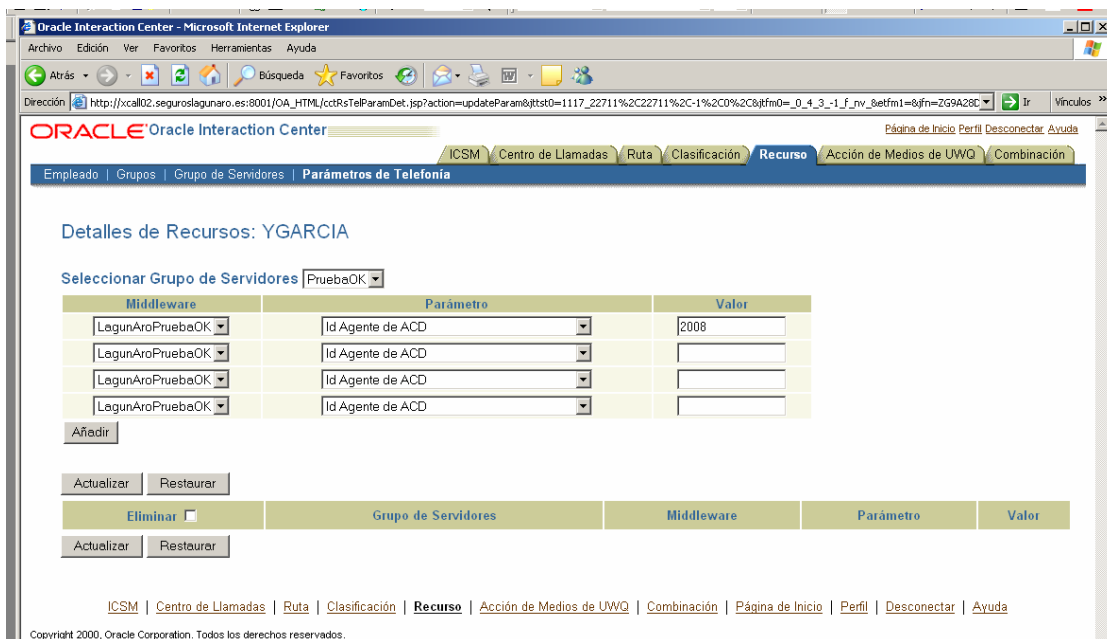 Oracle Interaction Center - Microsoft Internet Explorer
Archivo Edición Ver Favoritos Herramientas Ayuda
Atrás Búsqueda Favoritos
Dirección http://xcall02.seguroslagunaro.es:8001/OA_HTML/cctRsTelParamDet.jsp?action=updateParam&jttst0=1117_22711%2C22711%2C-1%2C0%2C&jtfm0=_0_4_3_-1_f_nv_&etfm1=&jfn=ZG9A28D Ir Vínculos »
ORACLE Oracle Interaction Center Página de Inicio Perfil Desconectar Ayuda
ICSM Centro de Llamadas Ruta Clasificación Recurso Acción de Medios de UWQ Combinación
Empleado | Grupos | Grupo de Servidores | Parámetros de Telefonía
Detalles de Recursos: YGARCIA
Seleccionar Grupo de Servidores PruebaOK
Middleware Parámetro Valor
LagunAroPruebaOK Id Agente de ACD 2008
LagunAroPruebaOK Id Agente de ACD
LagunAroPruebaOK Id Agente de ACD
LagunAroPruebaOK Id Agente de ACD
Añadir
Actualizar Restaurar
Eliminar Grupo de Servidores Middleware Parámetro Valor
Actualizar Restaurar
ICSM | Centro de Llamadas | Ruta | Clasificación | Recurso | Acción de Medios de UWQ | Combinación | Página de Inicio | Perfil | Desconectar | Ayuda
Copyright 2000, Oracle Corporation. Todos los derechos reservados.